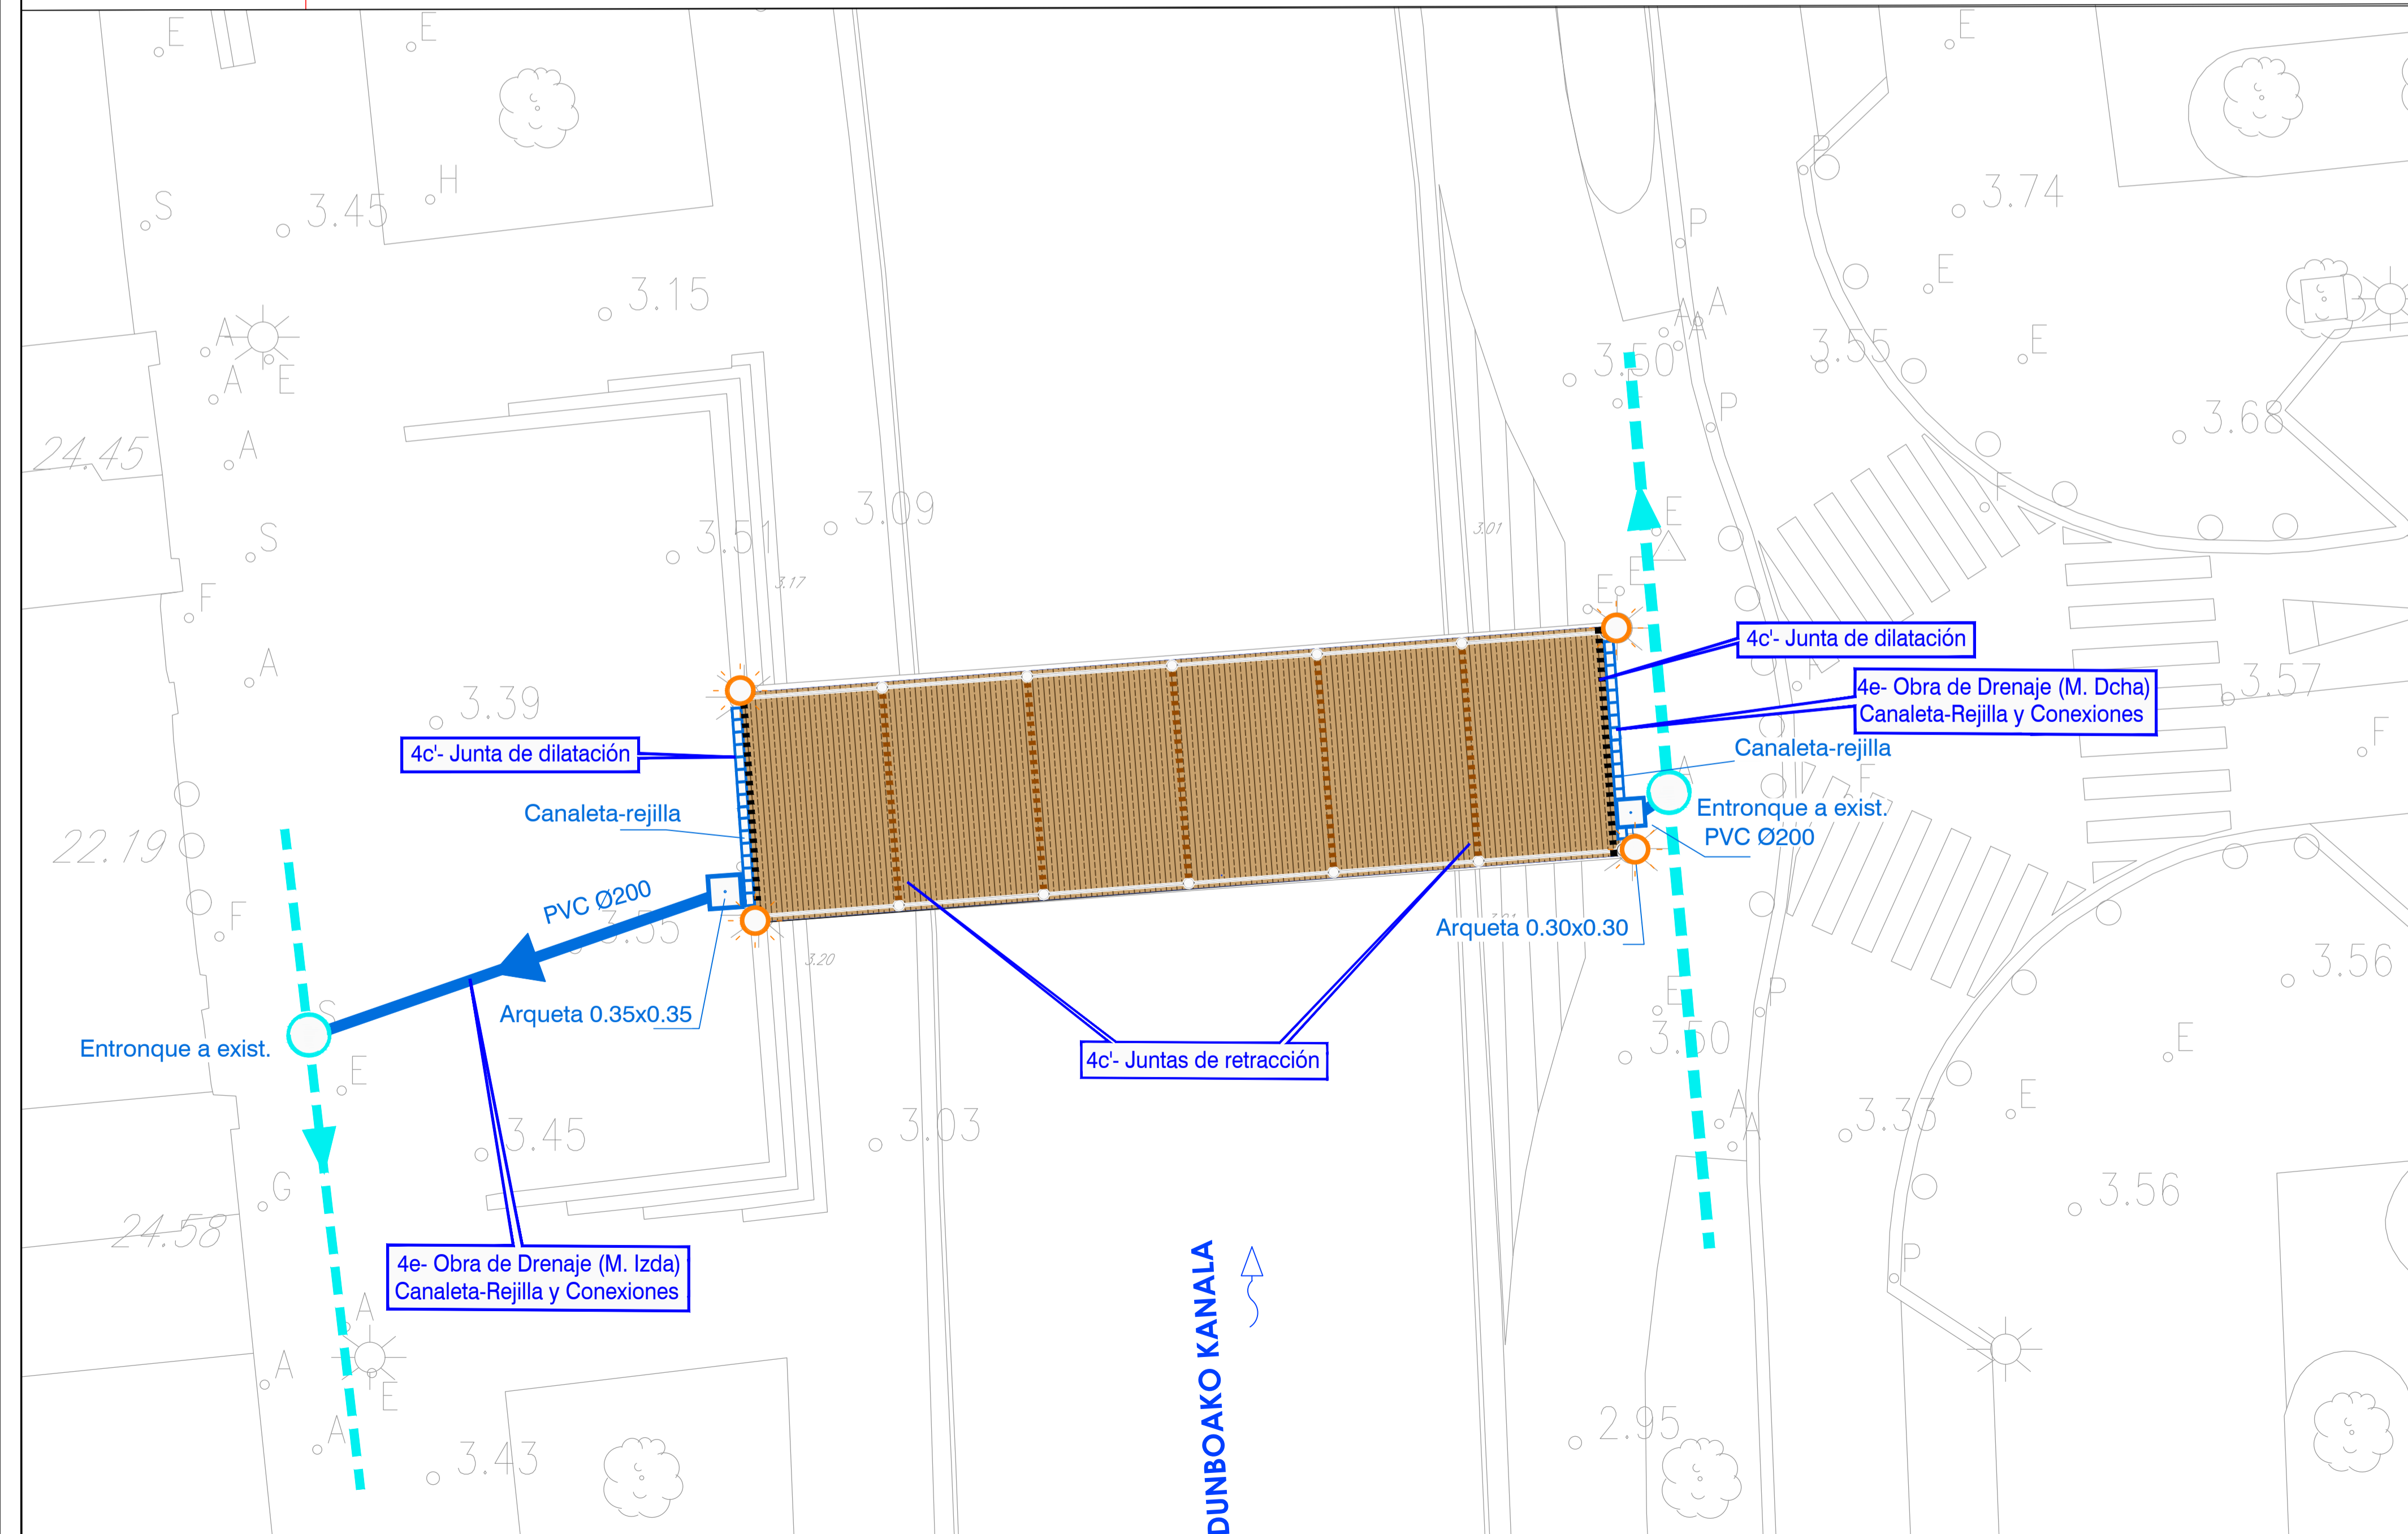 E
E
E
P
S
3.45
H
3.74
P
3.15
E
A
A
A
A
A
E
3.50
3.55
E
A
E
P
3.68
24.45
A
3.09
3.51
3.01
E
F
S
3.17
E
E
F
4c'- Junta de dilatación
A
4e- Obra de Drenaje (M. Dcha)
Canaleta-Rejilla y Conexiones
F
3.57
3.39
F
4c'- Junta de dilatación
Canaleta-rejilla
A
F
Canaleta-rejilla
Entronque a exist.
PVC Ø200
22.19
PVC Ø200
F
3.55
Arqueta 0.30x0.30
3.20
3.56
E
P
Arqueta 0.35x0.35
S
Entronque a exist.
3.50
E
4c'- Juntas de retracción
E
E
3.45
3.03
A
A
3.33
G
3.56
24.58
P
4e- Obra de Drenaje (M. Izda)
Canaleta-Rejilla y Conexiones
DUNBOAKO KANALA
A
A
E
A
3.43
2.95